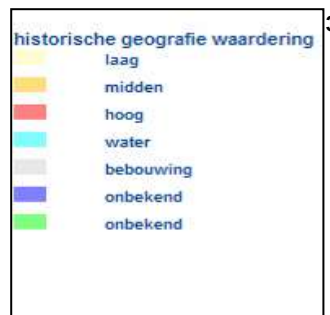 historische geografie waardering
laag
midden
hoog
water
bebouwing
onbekend
onbekend